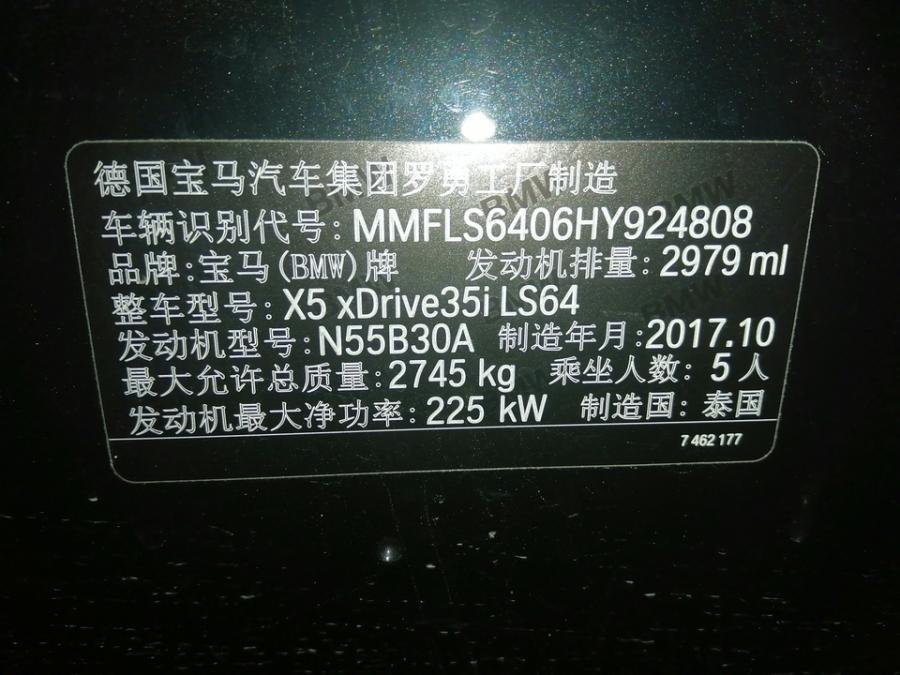 德国宝马汽车集团罗勇工厂制造
车辆识别代号:MMFLS6406HY924808
品牌:宝马(BMW)牌 发动机排量:2979 ml
整车型号:X5 xDrive35i LS64
发动机型号:N55B30A 制造年月:2017.10
最大允许总质量:2745 kg 乘坐人数:5人
发动机最大净功率:225 kW 制造国:泰国
7 462 177